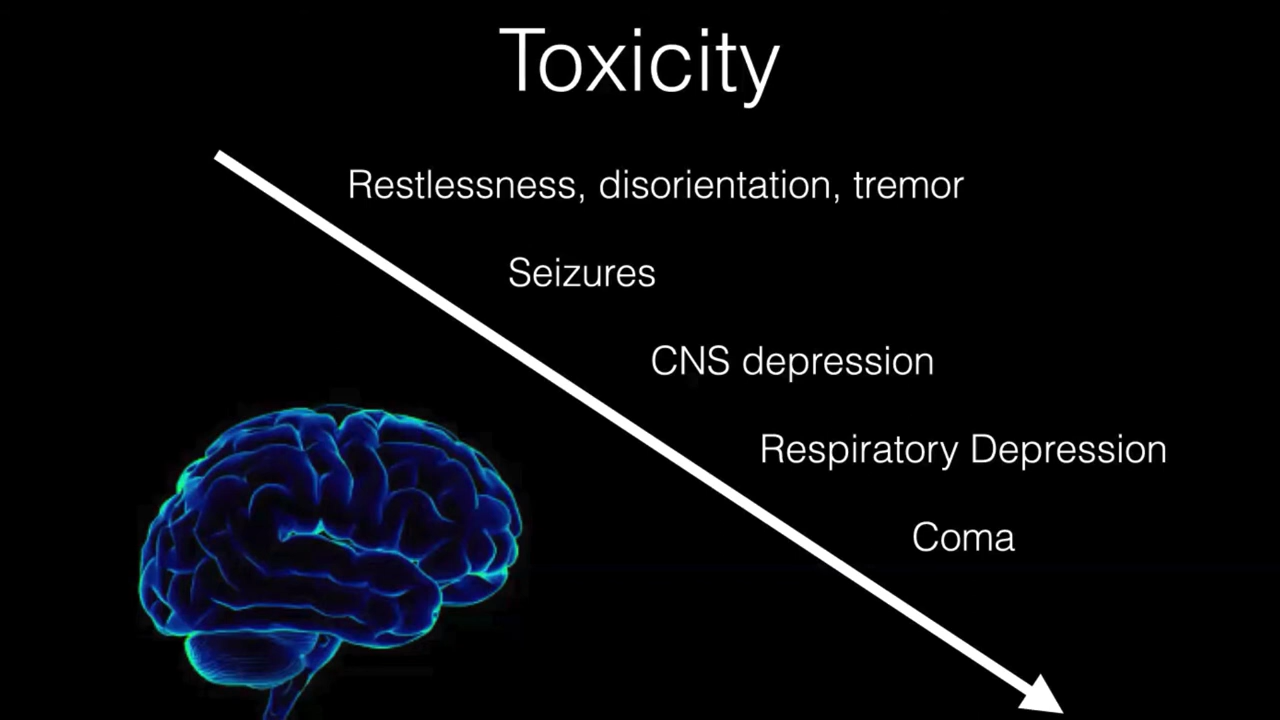 Toxicity
Restlessness, disorientation, tremor
Seizures
CNS depression
Respiratory Depression
Coma